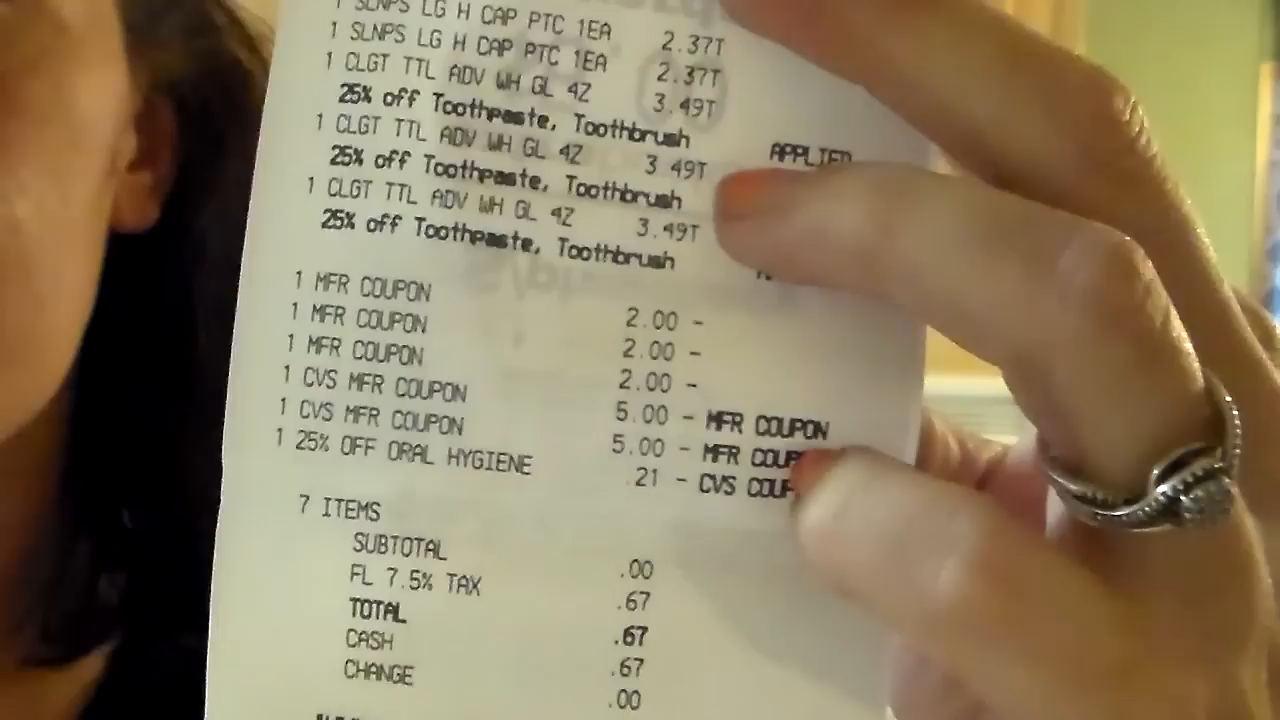 1 SLNPS LG H CAP PTC 1EA 2.37T
1 SLNPS LG H CAP PTC 1EA 2.37T
1 CLGT TTL ADV WH GL 4Z 3.49T
25% off Toothpaste, Toothbrush APPLIED
1 CLGT TTL ADV WH GL 4Z 3 49T
25% off Toothpaste, Toothbrush
1 CLGT TTL ADV WH GL 4Z 3.49T
25% off Toothpaste, Toothbrush
1 MFR COUPON 2.00 -
1 MFR COUPON 2.00 -
1 MFR COUPON 2.00 -
1 CVS MFR COUPON 5.00 - MFR COUPON
1 CVS MFR COUPON 5.00 - MFR COUP
1 25% OFF ORAL HYGIENE .21 - CVS COUP
7 ITEMS
SUBTOTAL .00
FL 7.5% TAX .67
TOTAL .67
CASH .67
CHANGE .00